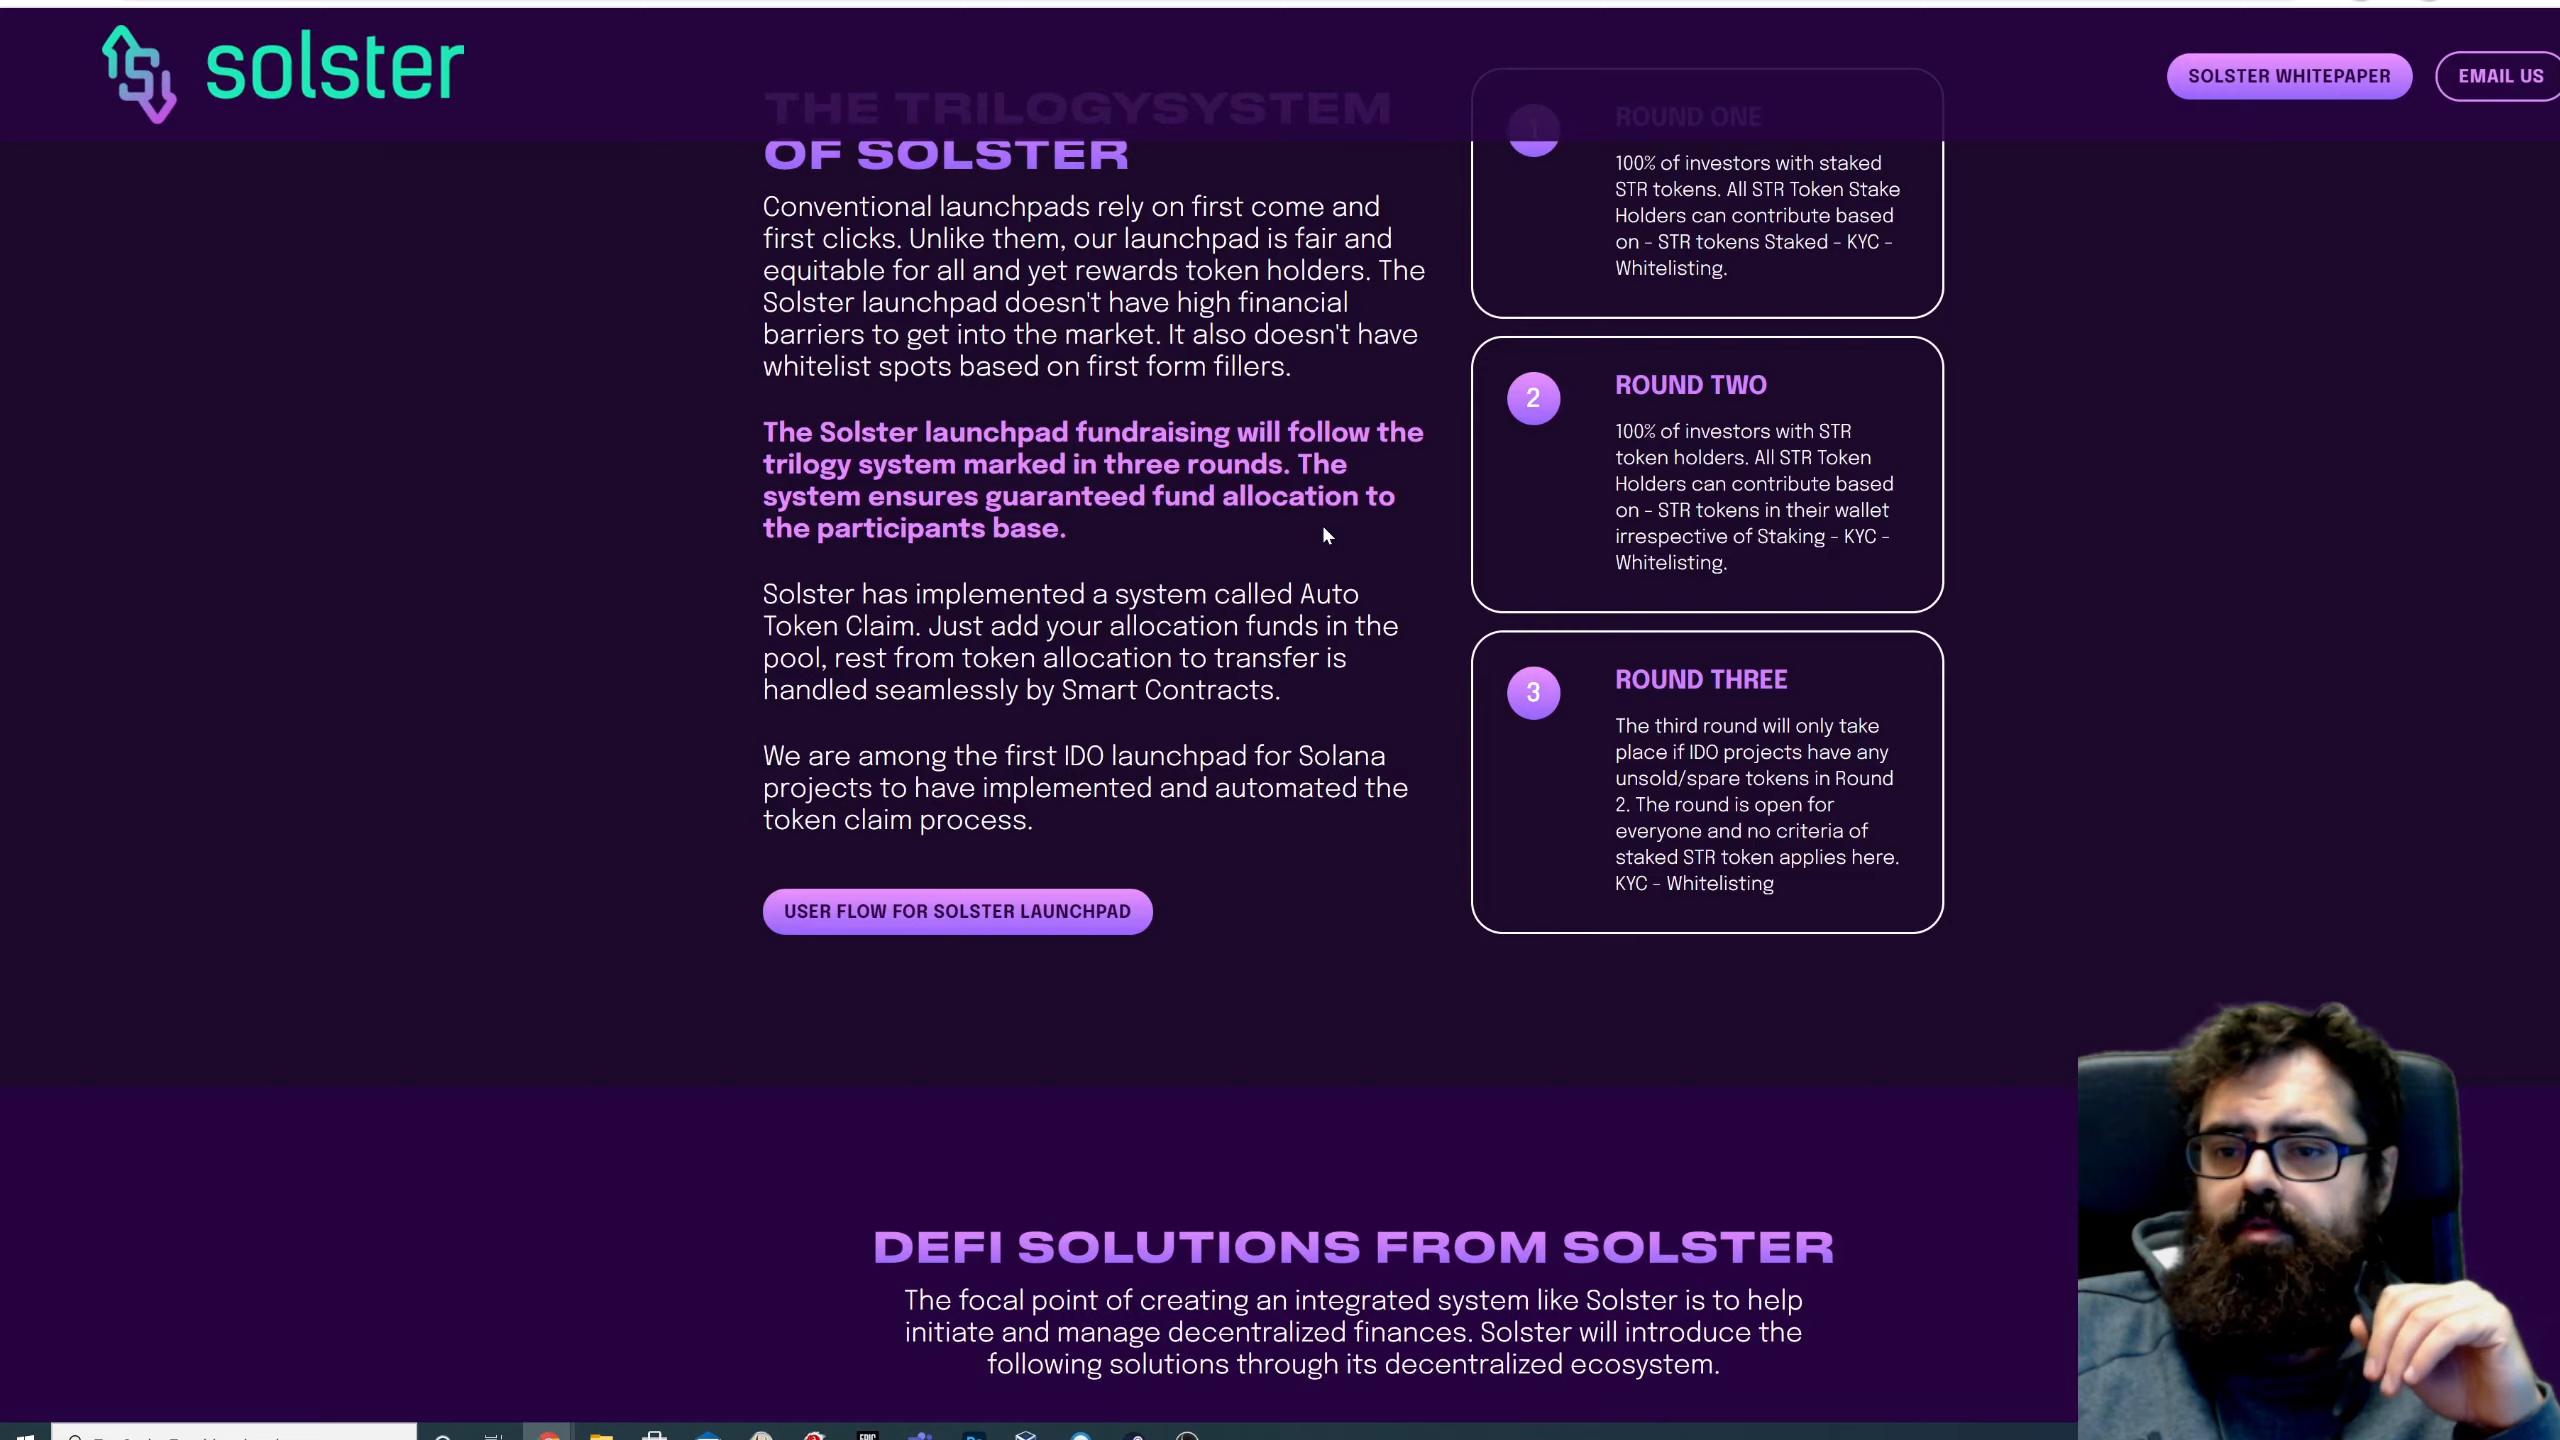 solster
SOLSTER WHITEPAPER
EMAIL US
THE TRILOGYSYSTEM
OF SOLSTER
Conventional launchpads rely on first come and
first clicks. Unlike them, our launchpad is fair and
equitable for all and yet rewards token holders. The
Solster launchpad doesn't have high financial
barriers to get into the market. It also doesn't have
whitelist spots based on first form fillers.
The Solster launchpad fundraising will follow the
trilogy system marked in three rounds. The
system ensures guaranteed fund allocation to
the participants base.
Solster has implemented a system called Auto
Token Claim. Just add your allocation funds in the
pool, rest from token allocation to transfer is
handled seamlessly by Smart Contracts.
We are among the first IDO launchpad for Solana
projects to have implemented and automated the
token claim process.
USER FLOW FOR SOLSTER LAUNCHPAD
1
ROUND ONE
100% of investors with staked
STR tokens. All STR Token Stake
Holders can contribute based
on - STR tokens Staked - KYC -
Whitelisting.
2
ROUND TWO
100% of investors with STR
token holders. All STR Token
Holders can contribute based
on - STR tokens in their wallet
irrespective of Staking - KYC -
Whitelisting.
3
ROUND THREE
The third round will only take
place if IDO projects have any
unsold/spare tokens in Round
2. The round is open for
everyone and no criteria of
staked STR token applies here.
KYC - Whitelisting
DEFI SOLUTIONS FROM SOLSTER
The focal point of creating an integrated system like Solster is to help
initiate and manage decentralized finances. Solster will introduce the
following solutions through its decentralized ecosystem.
EPIC